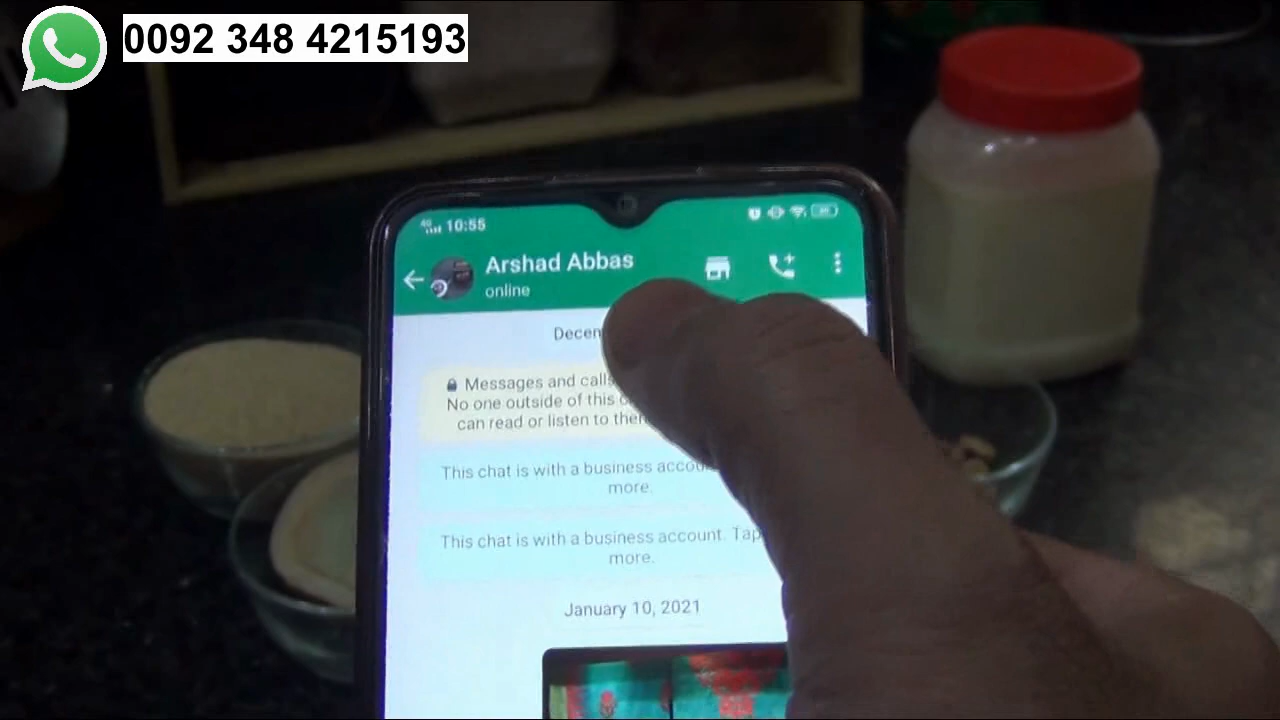 0092 348 4215193
4G 10:55
Arshad Abbas
online
Messages and calls
No one outside of this
can read or listen to
This chat is with a business
more.
This chat is with a business account. Tap
more.
January 10, 2021